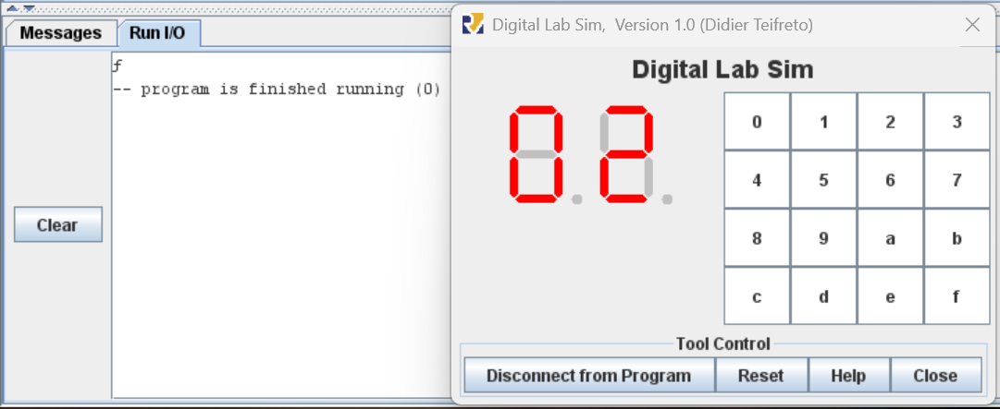 Messages Run I/O
f
-- program is finished running (0)
Clear
Digital Lab Sim, Version 1.0 (Didier Teifreto)
Digital Lab Sim
02
0 1 2 3
4 5 6 7
8 9 a b
c d e f
Tool Control
Disconnect from Program Reset Help Close